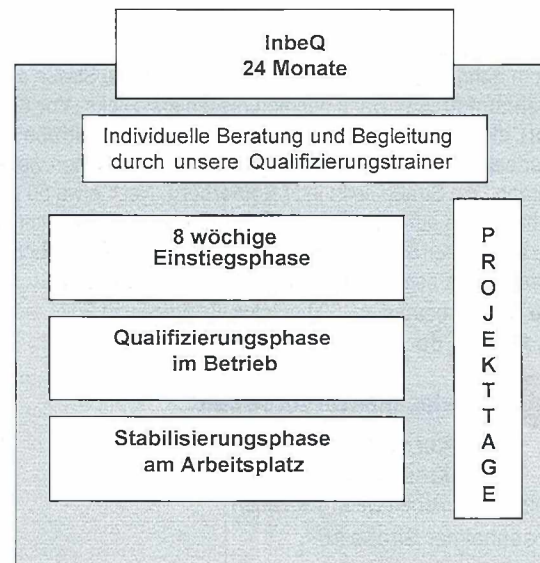 InbeQ
24 Monate
Individuelle Beratung und Begleitung
durch unsere Qualifizierungstrainer
8 wöchige
Einstiegsphase
Qualifizierungsphase
im Betrieb
Stabilisierungsphase
am Arbeitsplatz
PROJEKTTAGE